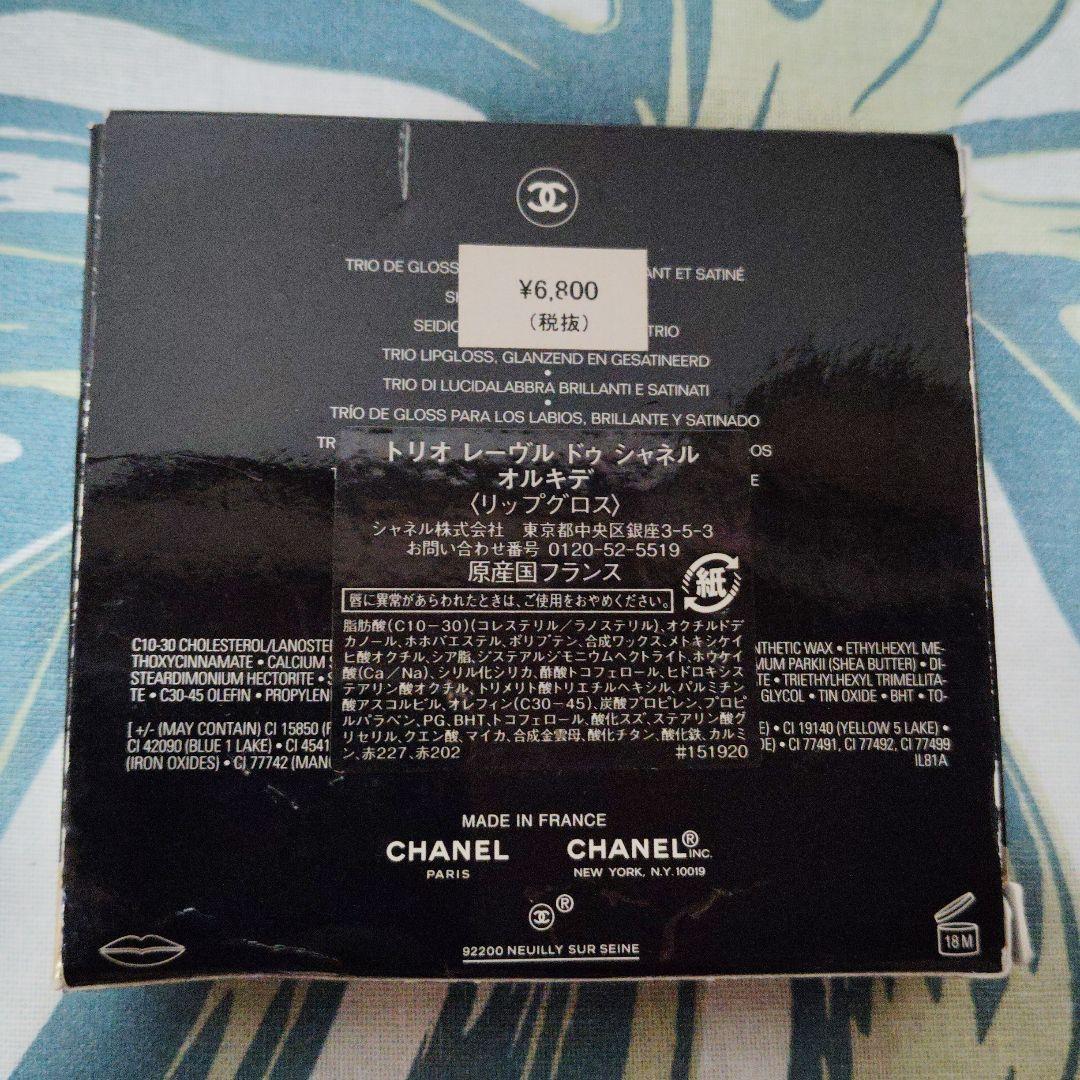 TRIO DE GLOSS ANT ET SATINÉ
¥6,800
(税抜)
SEIDIC TRIO
TRIO LIPGLOSS, GLANZEND EN GESATINEERD
TRIO DI LUCIDALABBRA BRILLANTI E SATINATI
TRÍO DE GLOSS PARA LOS LABIOS, BRILLANTE Y SATINADO
TR OS
E
トリオ レーヴル ドゥ シャネル
オルキデ
〈リップグロス〉
シャネル株式会社 東京都中央区銀座3-5-3
お問い合わせ番号 0120-52-5519
原産国フランス
紙
唇に異常があらわれたときは、ご使用をおやめください。
脂肪酸(C10-30)(コレステリル/ラノステリル)、オクチルドデ
カノール、ホホバエステル、ポリブテン、合成ワックス、メトキシケイ
ヒ酸オクチル、シア脂、ジステアルジモニウムヘクトライト、ホウケイ
酸(Ca/Na)、シリル化シリカ、酢酸トコフェロール、ヒドロキシス
テアリン酸オクチル、トリメリト酸トリエチルヘキシル、パルミチン
酸アスコルビル、オレフィン(C30-45)、炭酸プロピレン、プロピ
ルパラベン、PG、BHT、トコフェロール、酸化スズ、ステアリン酸グ
リセリル、クエン酸、マイカ、合成金雲母、酸化チタン、酸化鉄、カルミ
ン、赤227、赤202 #151920
C10-30 CHOLESTEROL/LANOSTE NTHETIC WAX • ETHYLHEXYL ME-
THOXYCINNAMATE • CALCIUM S MUM PARKII (SHEA BUTTER) • DI-
STEARDIMONIUM HECTORITE • TE • TRIETHYLHEXYL TRIMELLITA-
TE • C30-45 OLEFIN • PROPYLEN GLYCOL • TIN OXIDE • BHT • TO-
[ +/- (MAY CONTAIN) CI 15850 ( E) • CI 19140 (YELLOW 5 LAKE) •
CI 42090 (BLUE 1 LAKE) • CI 4541 DE) • CI 77491, CI 77492, CI 77499
(IRON OXIDES) • CI 77742 (MAN IL81A
MADE IN FRANCE
CHANEL CHANEL® INC.
PARIS NEW YORK, N.Y. 10019
®
92200 NEUILLY SUR SEINE
18M